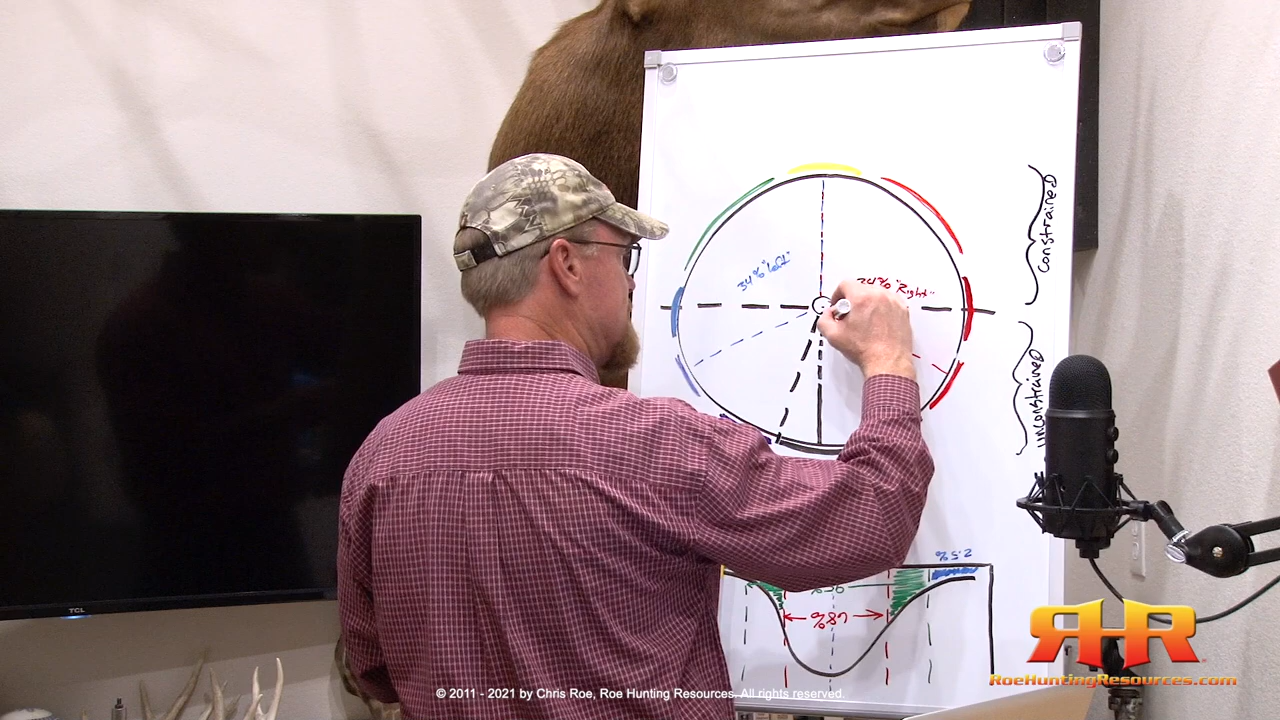 Constrained
34% "left"
"Right"
unconstrained
2.5%
68%
TCL
RHR
RoeHuntingResources.com
© 2011 - 2021 by Chris Roe, Roe Hunting Resources. All rights reserved.